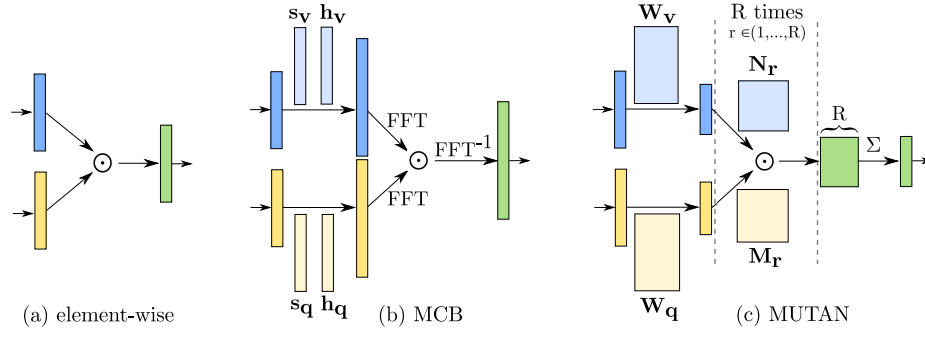 s_v h_v
FFT
FFT
FFT⁻¹
s_q h_q
W_v
R times
r ∈(1,...,R)
N_r
R
Σ
M_r
W_q
(a) element-wise
(b) MCB
(c) MUTAN